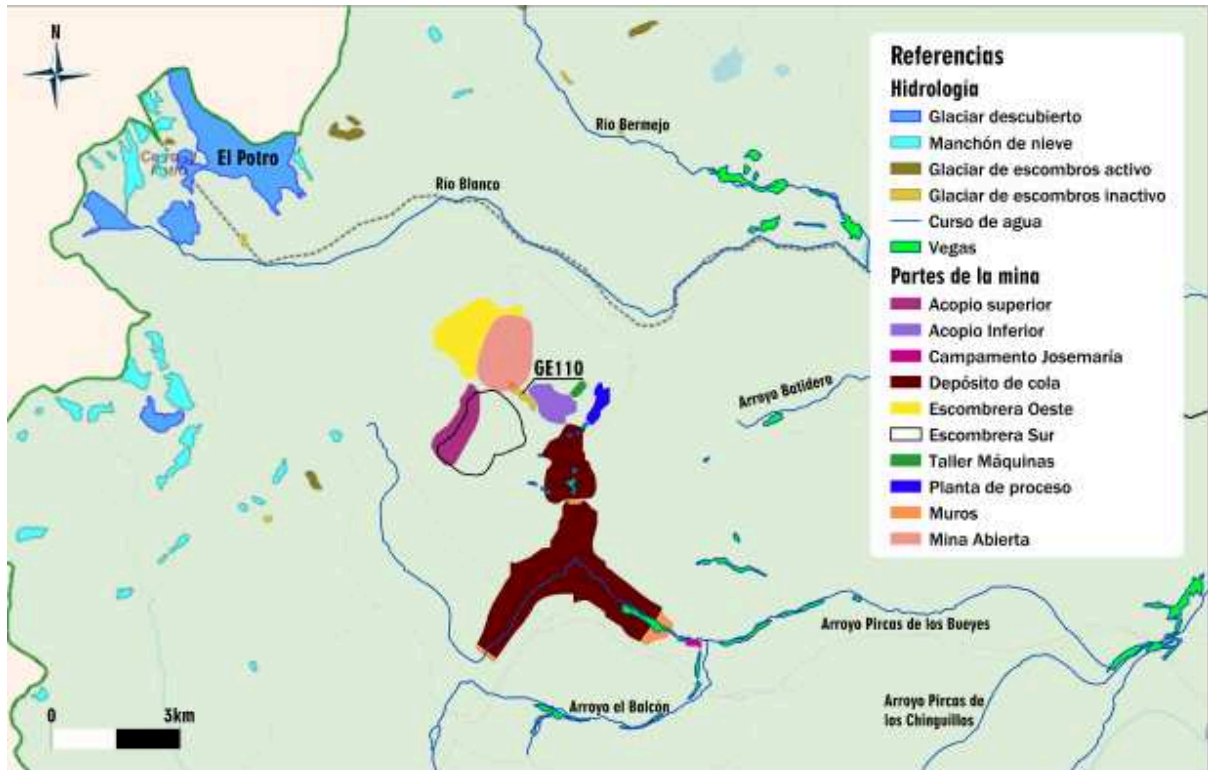 N
El Potro
Río Blanco
Río Bermejo
GE110
Arroyo Batidero
Arroyo Pircas de los Bueyes
Arroyo el Balcón
Arroyo Pircas de
los Chinguillos
0 3km
Referencias
Hidrología
Glaciar descubierto
Manchón de nieve
Glaciar de escombros activo
Glaciar de escombros inactivo
Curso de agua
Vegas
Partes de la mina
Acopio superior
Acopio Inferior
Campamento Josemaría
Depósito de cola
Escombrera Oeste
Escombrera Sur
Taller Máquinas
Planta de proceso
Muros
Mina Abierta